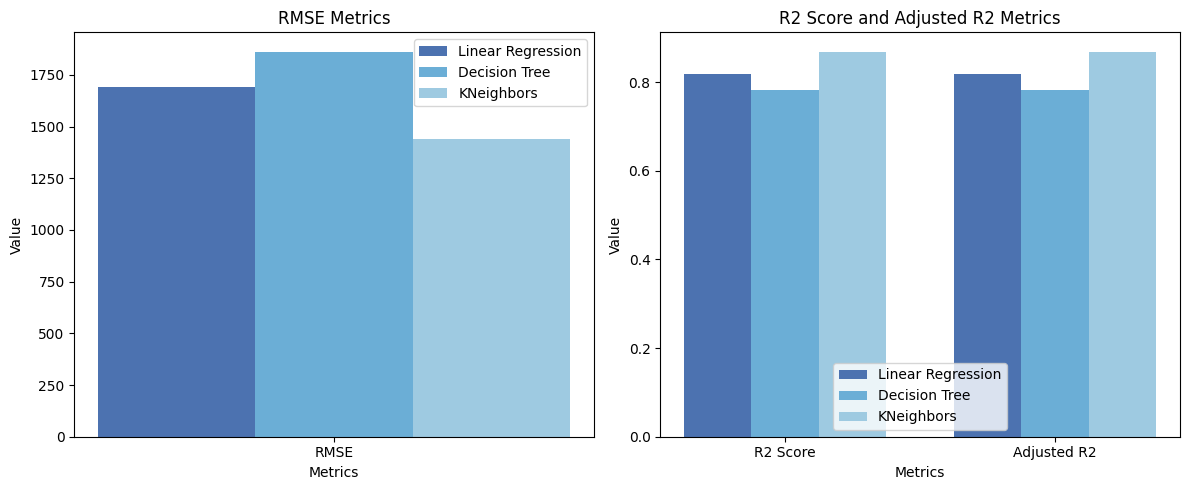 RMSE Metrics
Value
1750
1500
1250
1000
750
500
250
0
Linear Regression
Decision Tree
KNeighbors
RMSE
Metrics
R2 Score and Adjusted R2 Metrics
Value
0.8
0.6
0.4
0.2
0.0
Linear Regression
Decision Tree
KNeighbors
R2 Score
Adjusted R2
Metrics